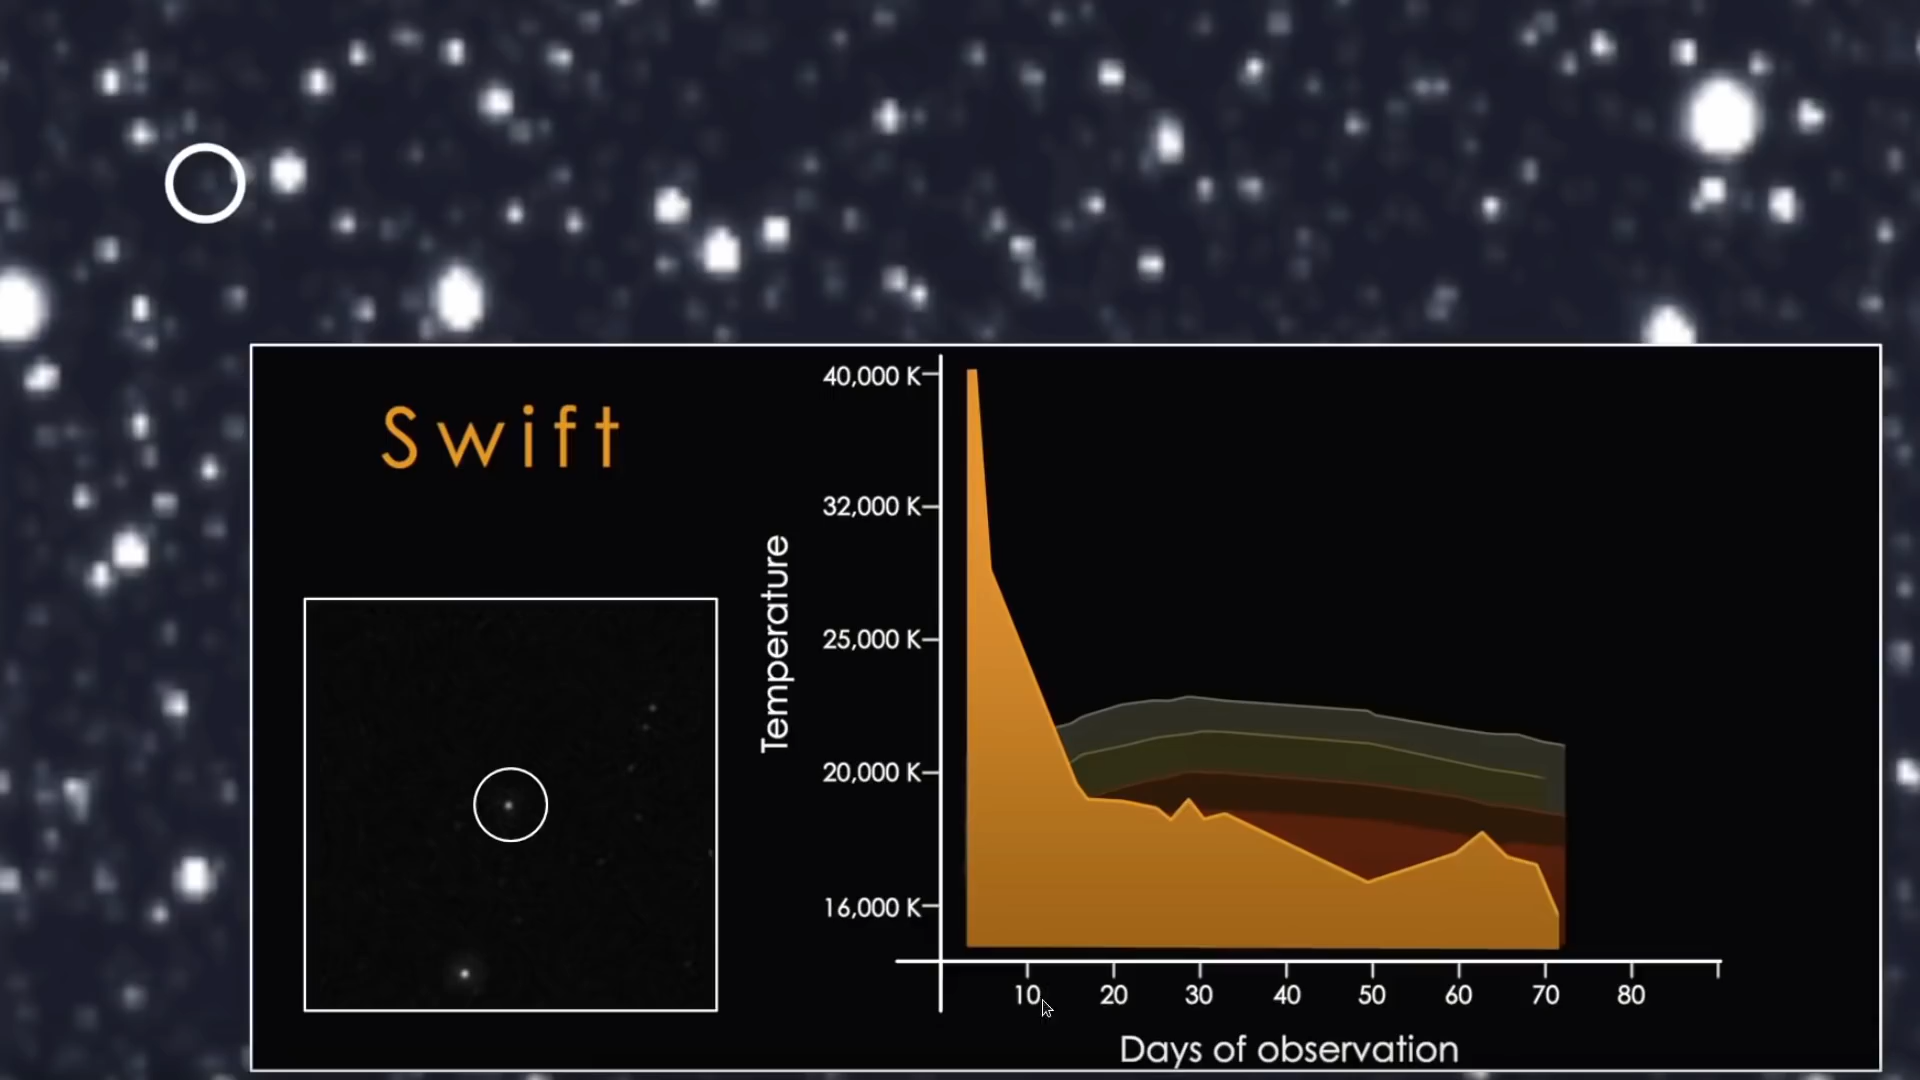 Swift
Temperature
40,000 K
32,000 K
25,000 K
20,000 K
16,000 K
10 20 30 40 50 60 70 80
Days of observation